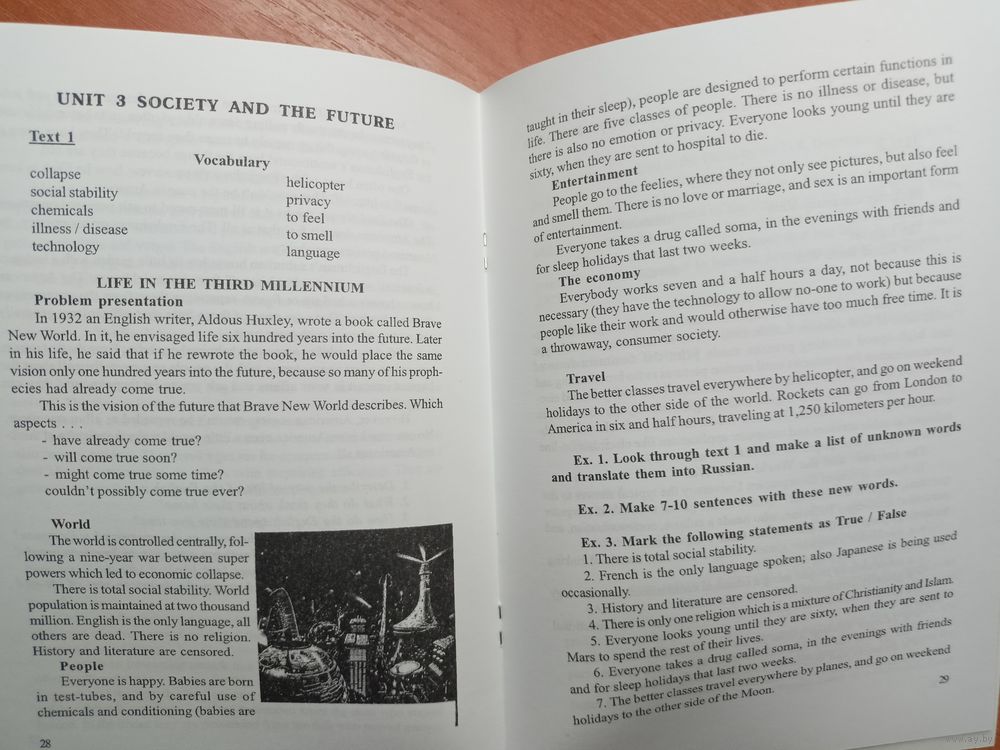 UNIT 3 SOCIETY AND THE FUTURE
Text 1
Vocabulary
collapse
social stability
chemicals
illness / disease
technology
helicopter
privacy
to feel
to smell
language
LIFE IN THE THIRD MILLENNIUM
Problem presentation
In 1932 an English writer, Aldous Huxley, wrote a book called Brave
New World. In it, he envisaged life six hundred years into the future. Later
in his life, he said that if he rewrote the book, he would place the same
vision only one hundred years into the future, because so many of his proph-
ecies had already come true.
This is the vision of the future that Brave New World describes. Which
aspects . . .
- have already come true?
- will come true soon?
- might come true some time?
couldn't possibly come true ever?
World
The world is controlled centrally, fol-
lowing a nine-year war between super
powers which led to economic collapse.
There is total social stability. World
population is maintained at two thousand
million. English is the only language, all
others are dead. There is no religion.
History and literature are censored.
People
Everyone is happy. Babies are born
in test-tubes, and by careful use of
chemicals and conditioning (babies are
28
taught in their sleep), people are designed to perform certain functions in
life. There are five classes of people. There is no illness or disease, but
there is also no emotion or privacy. Everyone looks young until they are
sixty, when they are sent to hospital to die.
Entertainment
People go to the feelies, where they not only see pictures, but also feel
and smell them. There is no love or marriage, and sex is an important form
of entertainment.
Everyone takes a drug called soma, in the evenings with friends and
for sleep holidays that last two weeks.
The economy
Everybody works seven and a half hours a day, not because this is
necessary (they have the technology to allow no-one to work) but because
people like their work and would otherwise have too much free time. It is
a throwaway, consumer society.
Travel
The better classes travel everywhere by helicopter, and go on weekend
holidays to the other side of the world. Rockets can go from London to
America in six and half hours, traveling at 1,250 kilometers per hour.
Ex. 1. Look through text 1 and make a list of unknown words
and translate them into Russian.
Ex. 2. Make 7-10 sentences with these new words.
Ex. 3. Mark the following statements as True / False
1. There is total social stability.
2. French is the only language spoken; also Japanese is being used
occasionally.
3. History and literature are censored.
4. There is only one religion which is a mixture of Christianity and Islam.
5. Everyone looks young until they are sixty, when they are sent to
Mars to spend the rest of their lives.
6. Everyone takes a drug called soma, in the evenings with friends
and for sleep holidays that last two weeks.
7. The better classes travel everywhere by planes, and go on weekend
holidays to the other side of the Moon.
29
www.ay.by